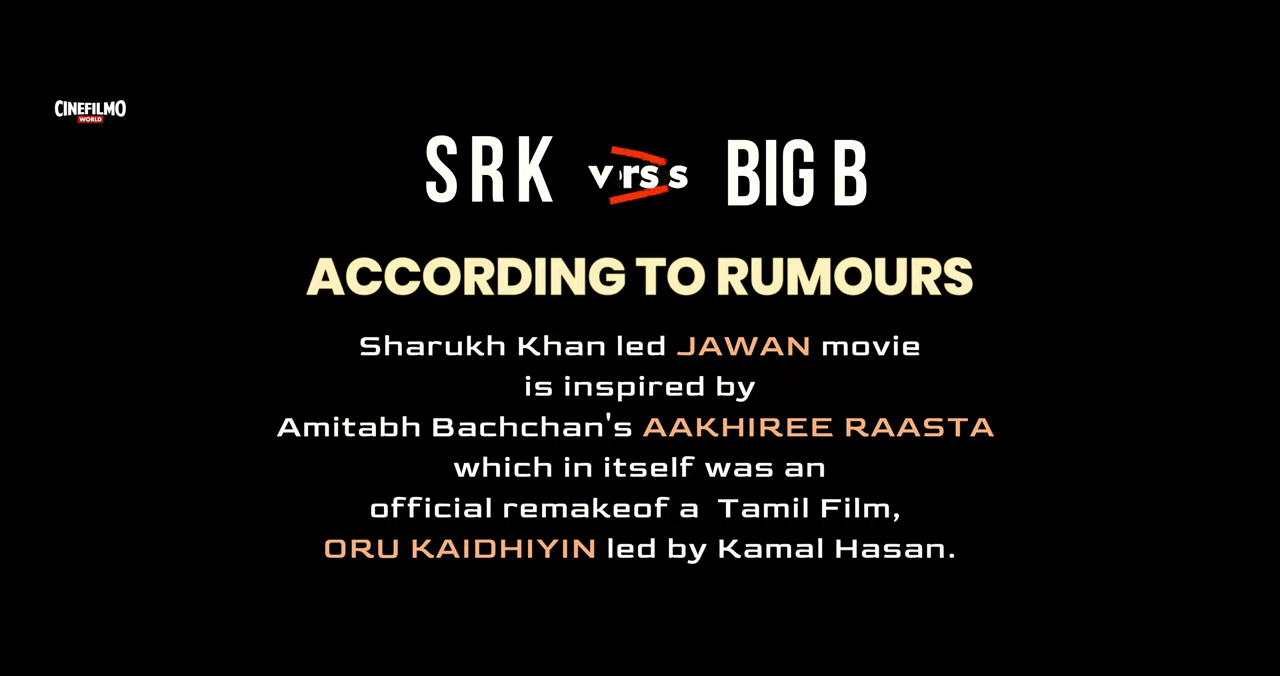 CINEFILMO
WORLD
SRK vrss BIG B
ACCORDING TO RUMOURS
Sharukh Khan led JAWAN movie
is inspired by
Amitabh Bachchan's AAKHIREE RAASTA
which in itself was an
official remakeof a Tamil Film,
ORU KAIDHIYIN led by Kamal Hasan.